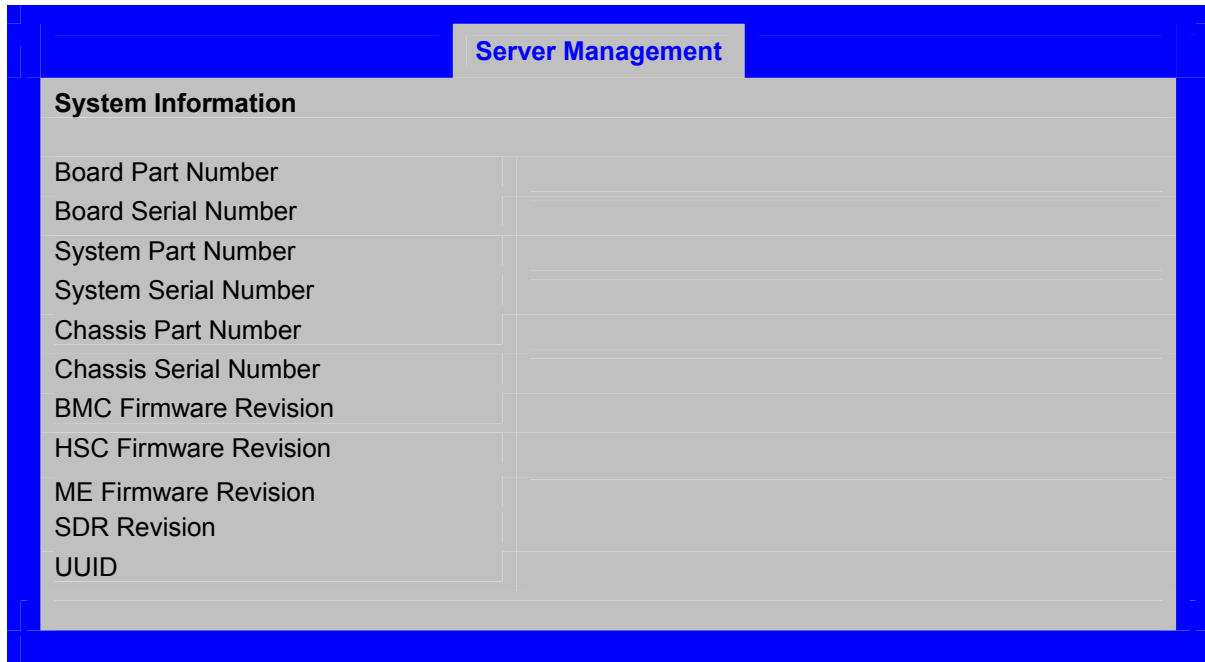 Server Management
System Information
Board Part Number
Board Serial Number
System Part Number
System Serial Number
Chassis Part Number
Chassis Serial Number
BMC Firmware Revision
HSC Firmware Revision
ME Firmware Revision
SDR Revision
UUID